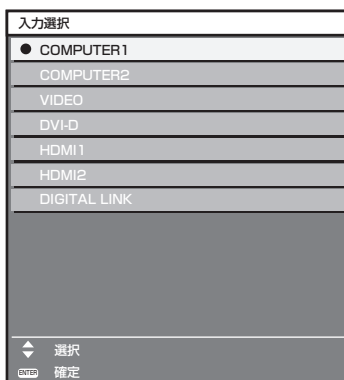 入力選択
● COMPUTER1
COMPUTER2
VIDEO
DVI-D
HDMI1
HDMI2
DIGITAL LINK
選択
ENTER 確定